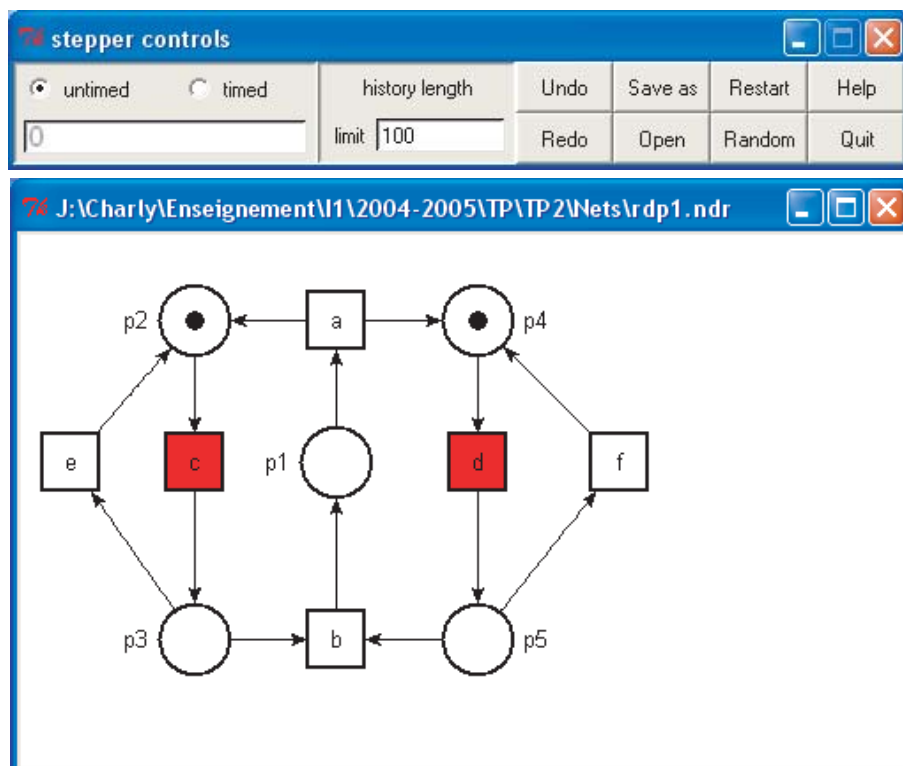 stepper controls
untimed timed history length Undo Save as Restart Help
0 limit 100 Redo Open Random Quit
J:\Charly\Enseignement\I1\2004-2005\TP\TP2\Nets\rdp1.ndr
p2 a p4
e c p1 d f
p3 b p5